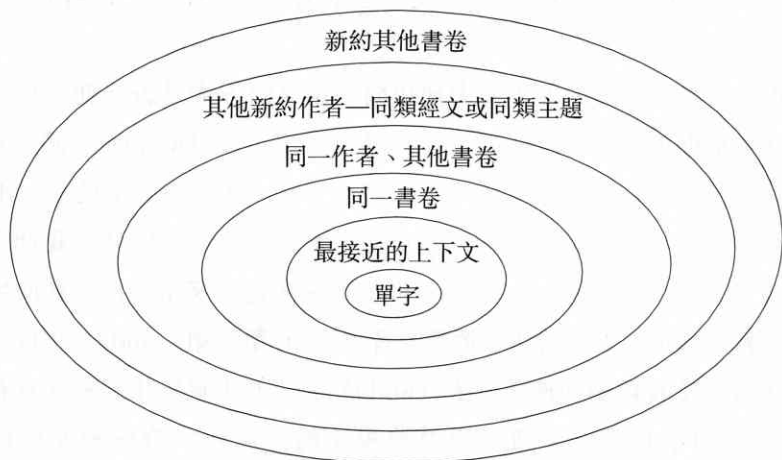 新約其他書卷
其他新約作者—同類經文或同類主題
同一作者、其他書卷
同一書卷
最接近的上下文
單字